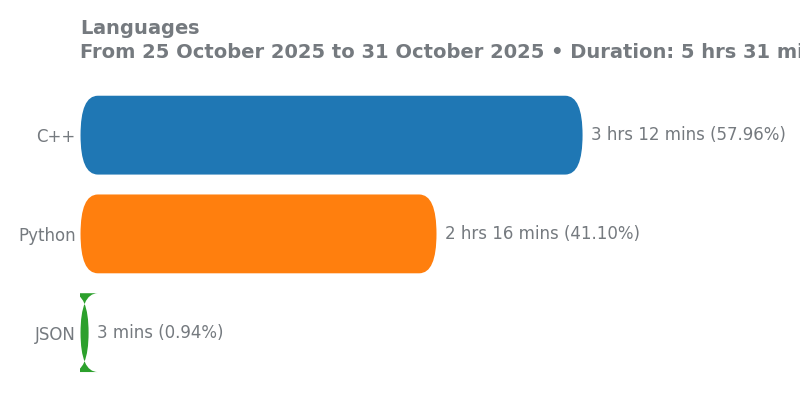 Languages
From 25 October 2025 to 31 October 2025 • Duration: 5 hrs 31 mi
C++
3 hrs 12 mins (57.96%)
Python
2 hrs 16 mins (41.10%)
JSON
3 mins (0.94%)